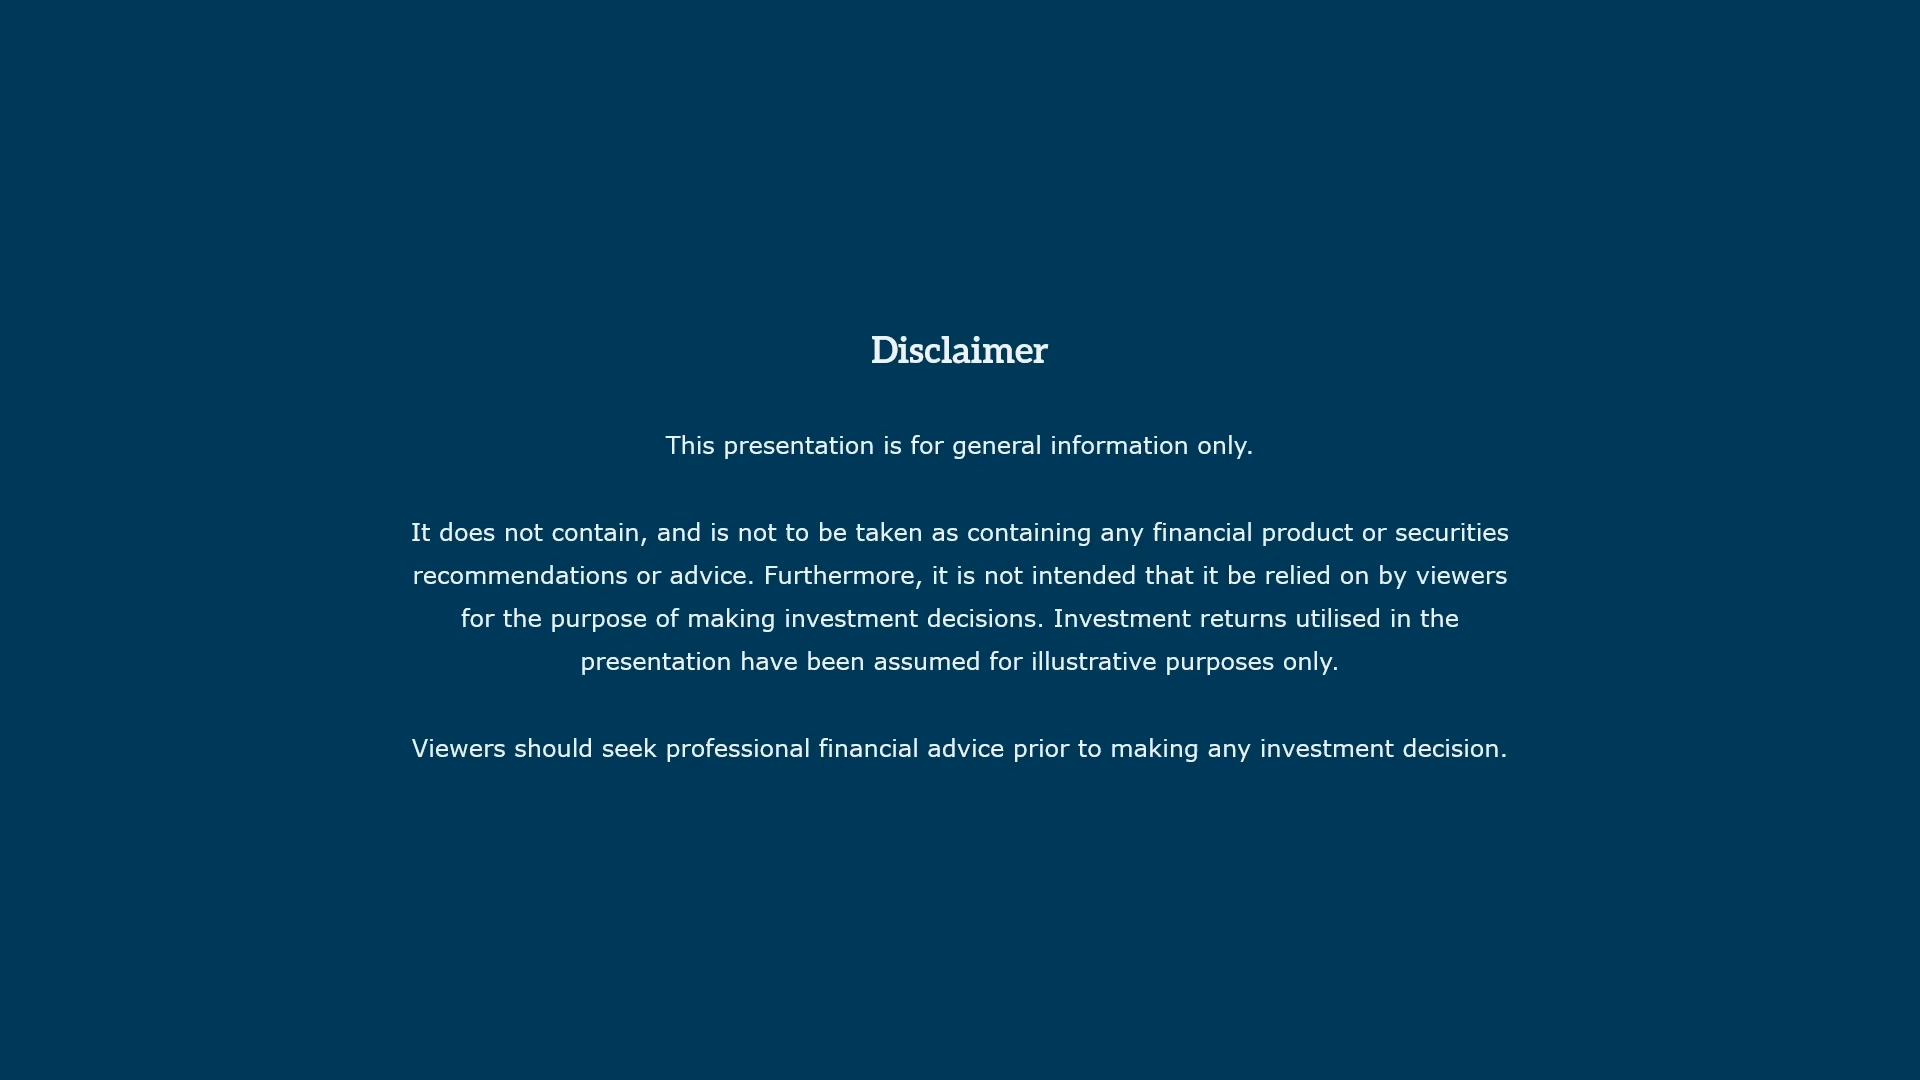 Disclaimer
This presentation is for general information only.
It does not contain, and is not to be taken as containing any financial product or securities
recommendations or advice. Furthermore, it is not intended that it be relied on by viewers
for the purpose of making investment decisions. Investment returns utilised in the
presentation have been assumed for illustrative purposes only.
Viewers should seek professional financial advice prior to making any investment decision.